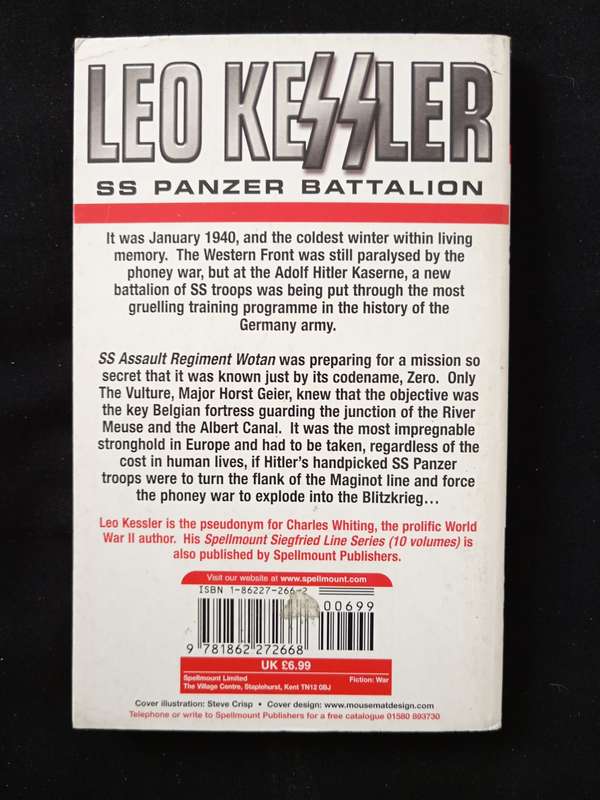 LEO KESSLER
SS PANZER BATTALION
It was January 1940, and the coldest winter within living
memory. The Western Front was still paralysed by the
phoney war, but at the Adolf Hitler Kaserne, a new
battalion of SS troops was being put through the most
gruelling training programme in the history of the
Germany army.
SS Assault Regiment Wotan was preparing for a mission so
secret that it was known just by its codename, Zero. Only
The Vulture, Major Horst Geier, knew that the objective was
the key Belgian fortress guarding the junction of the River
Meuse and the Albert Canal. It was the most impregnable
stronghold in Europe and had to be taken, regardless of the
cost in human lives, if Hitler's handpicked SS Panzer
troops were to turn the flank of the Maginot line and force
the phoney war to explode into the Blitzkrieg...
Leo Kessler is the pseudonym for Charles Whiting, the prolific World
War II author. His Spellmount Siegfried Line Series (10 volumes) is
also published by Spellmount Publishers.
Visit our website at www.spellmount.com
ISBN 1-86227-266-2
00699
9 781862 272668
UK £6.99
Spellmount Limited
The Village Centre, Staplehurst, Kent TN12 0BJ
Fiction: War
Cover illustration: Steve Crisp • Cover design: www.mousematdesign.com
Telephone or write to Spellmount Publishers for a free catalogue 01580 893730